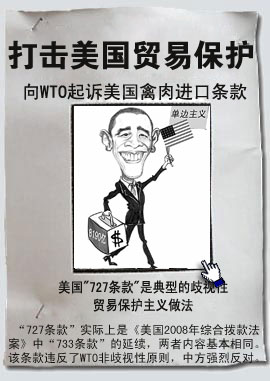 打击美国贸易保护
向WTO起诉美国禽肉进口条款
单边主义
$
美国"727条款"是典型的歧视性
贸易保护主义做法
“727条款”实际上是《美国2008年综合拨款法
案》中“733条款”的延续，两者内容基本相同。
该条款违反了WTO非歧视性原则，中方强烈反对。